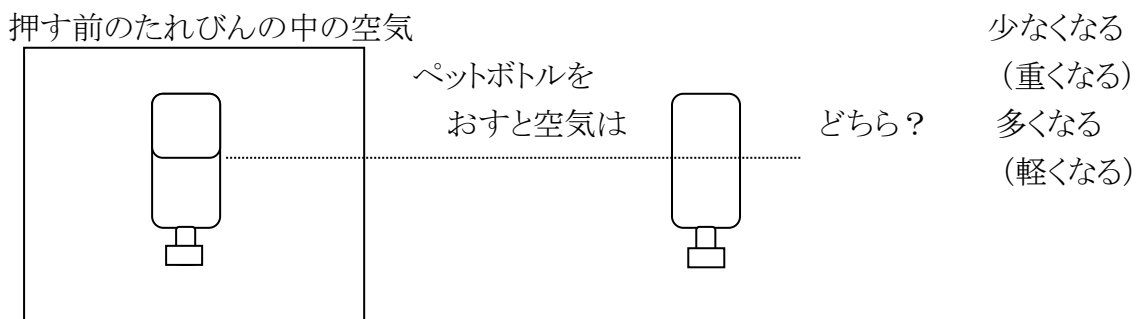 押す前のたれびんの中の空気
少なくなる
ペットボトルを
（重くなる）
おすと空気は
どちら？
多くなる
（軽くなる）